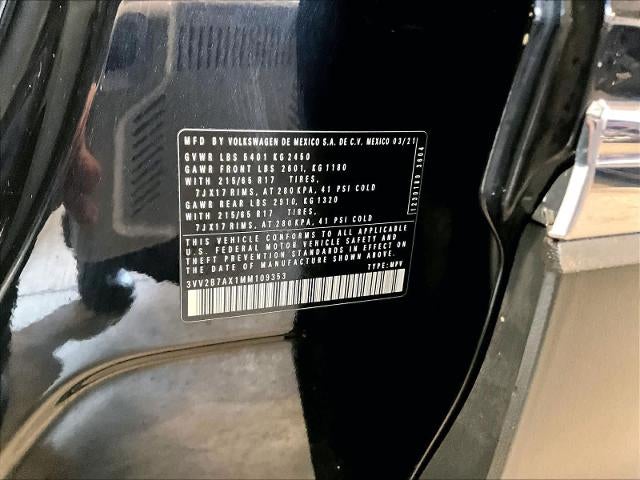 MFD BY VOLKSWAGEN DE MEXICO S.A. DE C.V. MEXICO 03/21
GVWR LBS 5401 KG 2450
GAWR FRONT LBS 2601, KG 1180
WITH 215/65 R17 TIRES,
7JX17 RIMS, AT 280 KPA, 41 PSI COLD
GAWR REAR LBS 2910, KG 1320
WITH 215/65 R17 TIRES,
7JX17 RIMS, AT 280 KPA, 41 PSI COLD
THIS VEHICLE CONFORMS TO ALL APPLICABLE
U.S. FEDERAL MOTOR VEHICLE SAFETY AND
THEFT PREVENTION STANDARDS IN EFFECT ON
THE DATE OF MANUFACTURE SHOWN ABOVE.
3VV2B7AX1MM109353 TYPE: MPV